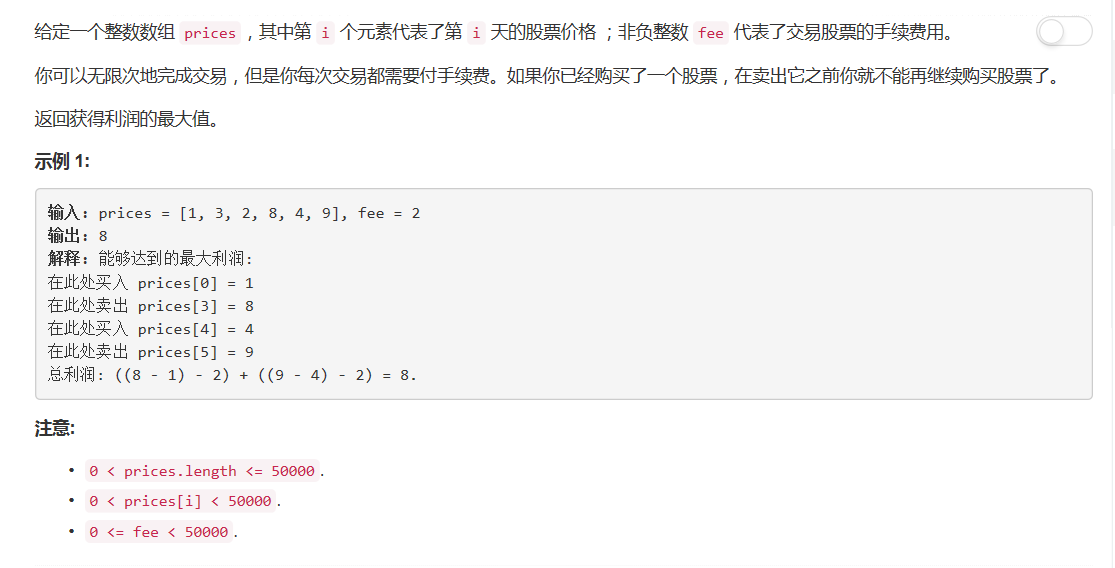 给定一个整数数组 prices，其中第 i 个元素代表了第 i 天的股票价格 ；非负整数 fee 代表了交易股票的手续费用。
你可以无限次地完成交易，但是你每次交易都需要付手续费。如果你已经购买了一个股票，在卖出它之前你就不能再继续购买股票了。
返回获得利润的最大值。
示例 1:
输入: prices = [1, 3, 2, 8, 4, 9], fee = 2
输出: 8
解释: 能够达到的最大利润:
在此处买入 prices[0] = 1
在此处卖出 prices[3] = 8
在此处买入 prices[4] = 4
在此处卖出 prices[5] = 9
总利润: ((8 - 1) - 2) + ((9 - 4) - 2) = 8.
注意:
• 0 < prices.length <= 50000.
• 0 < prices[i] < 50000.
• 0 <= fee < 50000.